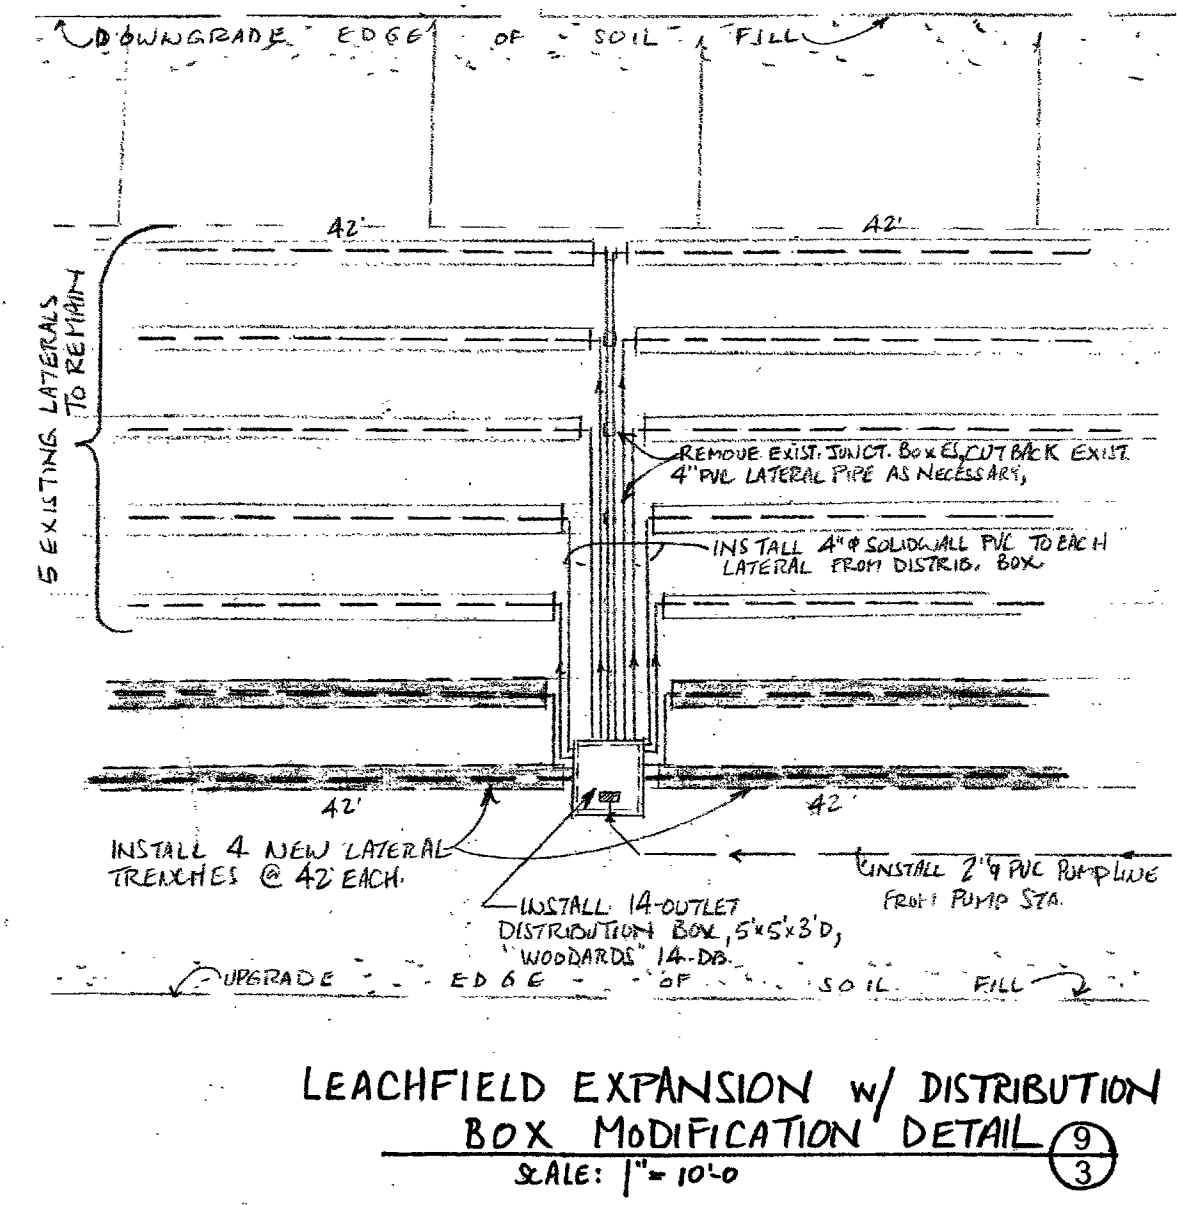 DOWNGRADE EDGE OF SOIL FILL
42'
42'
5 EXISTING LATERALS
TO REMAIN
REMOVE EXIST. JUNCT. BOXES, CUT BACK EXIST.
4" PVC LATERAL PIPE AS NECESSARY,
INSTALL 4" Φ SOLIDWALL PVC TO EACH
LATERAL FROM DISTRIB. BOX
42'
42'
INSTALL 4 NEW LATERAL
TRENCHES @ 42' EACH.
INSTALL 2" φ PVC PUMP LINE
FROM PUMP STA.
INSTALL 14-OUTLET
DISTRIBUTION BOX, 5'x5'x3'D,
"WOODARDS" 14-DB.
UPGRADE EDGE OF SOIL FILL
LEACHFIELD EXPANSION w/ DISTRIBUTION
BOX MODIFICATION DETAIL
9
3
SCALE: 1" = 10'-0